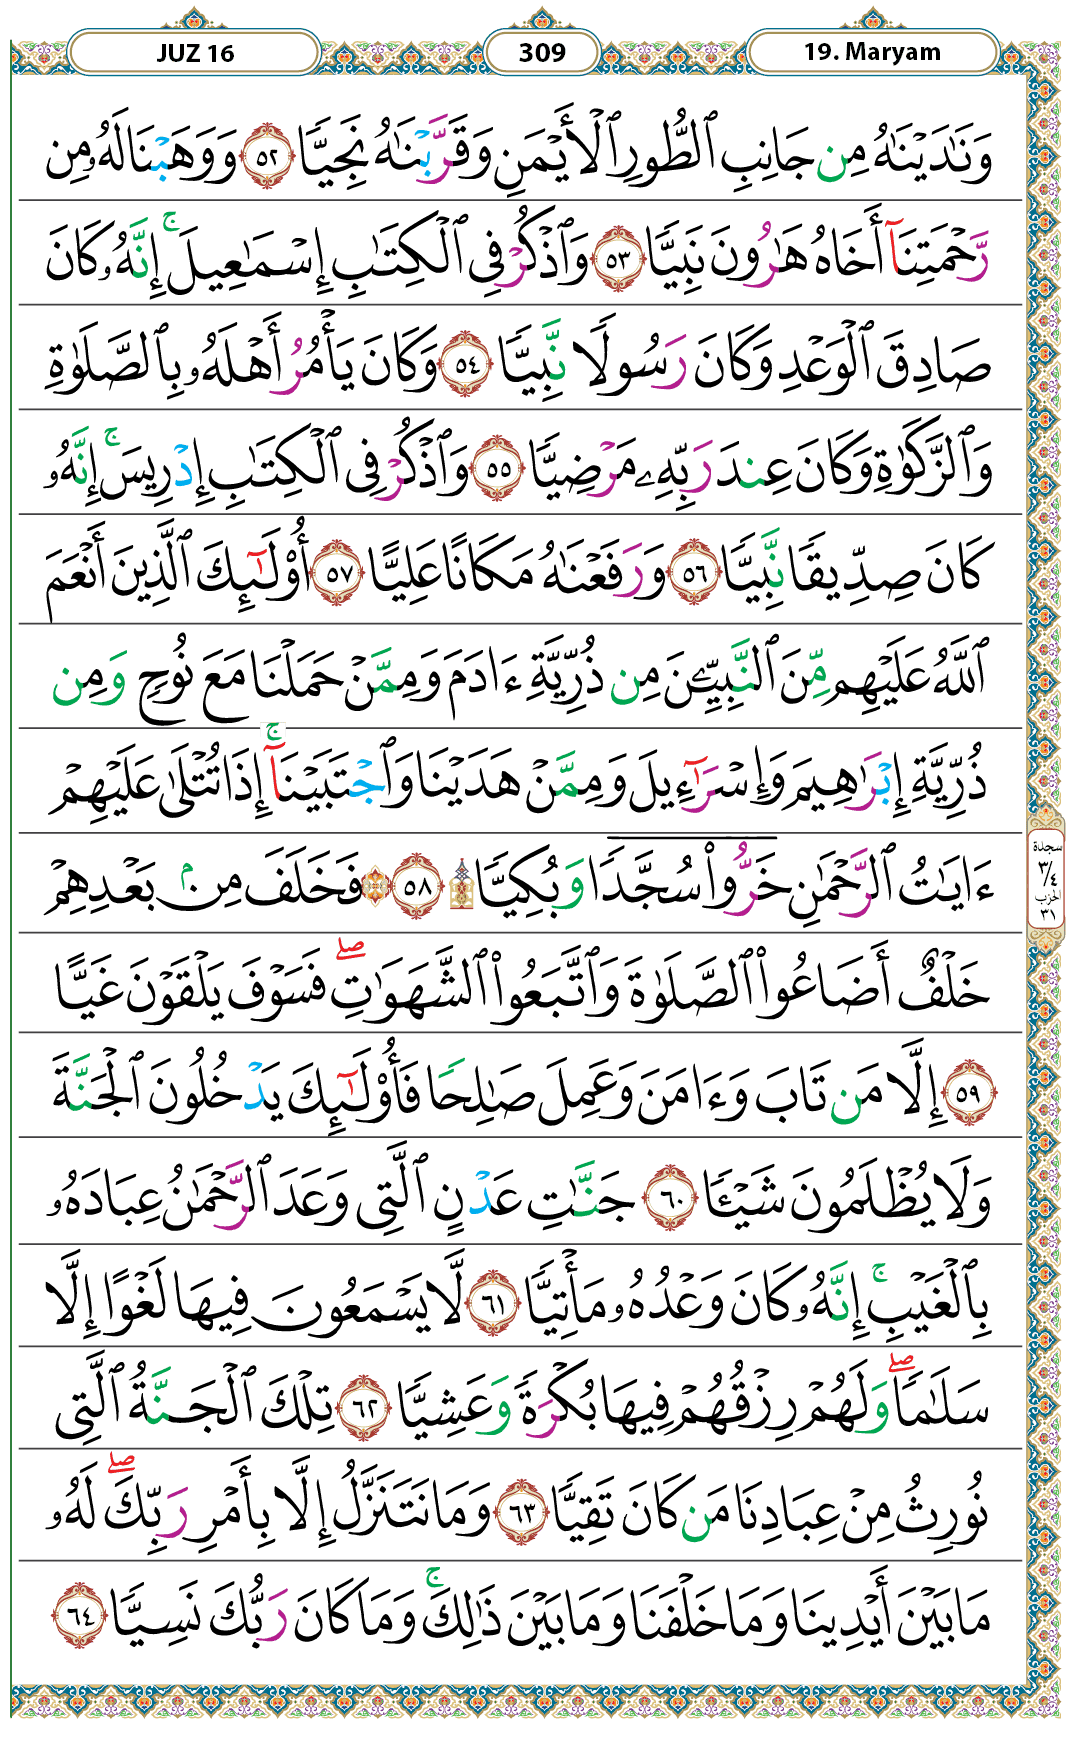 JUZ 16
309
19. Maryam
وَنَٰدَيْنَٰهُ مِن جَانِبِ ٱلطُّورِ ٱلْأَيْمَنِ وَقَرَّبْنَٰهُ نَجِيًّا ٥٢ وَوَهَبْنَا لَهُۥ مِن
رَّحْمَتِنَآ أَخَاهُ هَٰرُونَ نَبِيًّا ٥٣ وَٱذْكُرْ فِى ٱلْكِتَٰبِ إِسْمَٰعِيلَ ۚ إِنَّهُۥ كَانَ
صَادِقَ ٱلْوَعْدِ وَكَانَ رَسُولًا نَّبِيًّا ٥٤ وَكَانَ يَأْمُرُ أَهْلَهُۥ بِٱلصَّلَوٰةِ
وَٱلزَّكَوٰةِ وَكَانَ عِندَ رَبِّهِۦ مَرْضِيًّا ٥٥ وَٱذْكُرْ فِى ٱلْكِتَٰبِ إِدْرِيسَ ۚ إِنَّهُۥ
كَانَ صِدِّيقًا نَّبِيًّا ٥٦ وَرَفَعْنَٰهُ مَكَانًا عَلِيًّا ٥٧ أُو۟لَٰٓئِكَ ٱلَّذِينَ أَنْعَمَ
ٱللَّهُ عَلَيْهِم مِّنَ ٱلنَّبِيِّـۧنَ مِن ذُرِّيَّةِ ءَادَمَ وَمِمَّنْ حَمَلْنَا مَعَ نُوحٍ وَمِن
ذُرِّيَّةِ إِبْرَٰهِيمَ وَإِسْرَٰٓءِيلَ وَمِمَّنْ هَدَيْنَا وَٱجْتَبَيْنَآ ۚ إِذَا تُتْلَىٰ عَلَيْهِمْ
ءَايَٰتُ ٱلرَّحْمَٰنِ خَرُّوا۟ سُجَّدًا وَبُكِيًّا ۩ ٥٨ ۞ فَخَلَفَ مِنۢ بَعْدِهِمْ
سجدة
٣/٤
الحزب
٣١
خَلْفٌ أَضَاعُوا۟ ٱلصَّلَوٰةَ وَٱتَّبَعُوا۟ ٱلشَّهَوَٰتِ ۖ فَسَوْفَ يَلْقَوْنَ غَيًّا
٥٩ إِلَّا مَن تَابَ وَءَامَنَ وَعَمِلَ صَٰلِحًا فَأُو۟لَٰٓئِكَ يَدْخُلُونَ ٱلْجَنَّةَ
وَلَا يُظْلَمُونَ شَيْـًٔا ٦٠ جَنَّٰتِ عَدْنٍ ٱلَّتِى وَعَدَ ٱلرَّحْمَٰنُ عِبَادَهُۥ
بِٱلْغَيْبِ ۚ إِنَّهُۥ كَانَ وَعْدُهُۥ مَأْتِيًّا ٦١ لَّا يَسْمَعُونَ فِيهَا لَغْوًا إِلَّا
سَلَٰمًا ۖ وَلَهُمْ رِزْقُهُمْ فِيهَا بُكْرَةً وَعَشِيًّا ٦٢ تِلْكَ ٱلْجَنَّةُ ٱلَّتِى
نُورِثُ مِنْ عِبَادِنَا مَن كَانَ تَقِيًّا ٦٣ وَمَا نَتَنَزَّلُ إِلَّا بِأَمْرِ رَبِّكَ ۖ لَهُۥ
مَا بَيْنَ أَيْدِينَا وَمَا خَلْفَنَا وَمَا بَيْنَ ذَٰلِكَ ۚ وَمَا كَانَ رَبُّكَ نَسِيًّا ٦٤